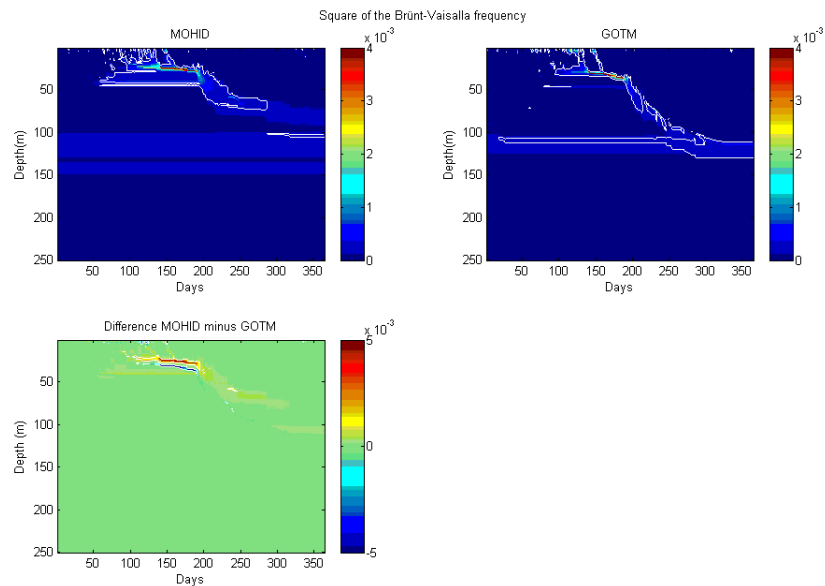 Square of the Brünt-Vaisalla frequency
MOHID
x 10⁻³
50
100
150
200
250
Depth(m)
50 100 150 200 250 300 350
Days
4
3
2
1
0
GOTM
x 10⁻³
50
100
150
200
250
Depth(m)
50 100 150 200 250 300 350
Days
4
3
2
1
0
Difference MOHID minus GOTM
x 10⁻³
50
100
150
200
250
Depth (m)
50 100 150 200 250 300 350
Days
5
0
-5